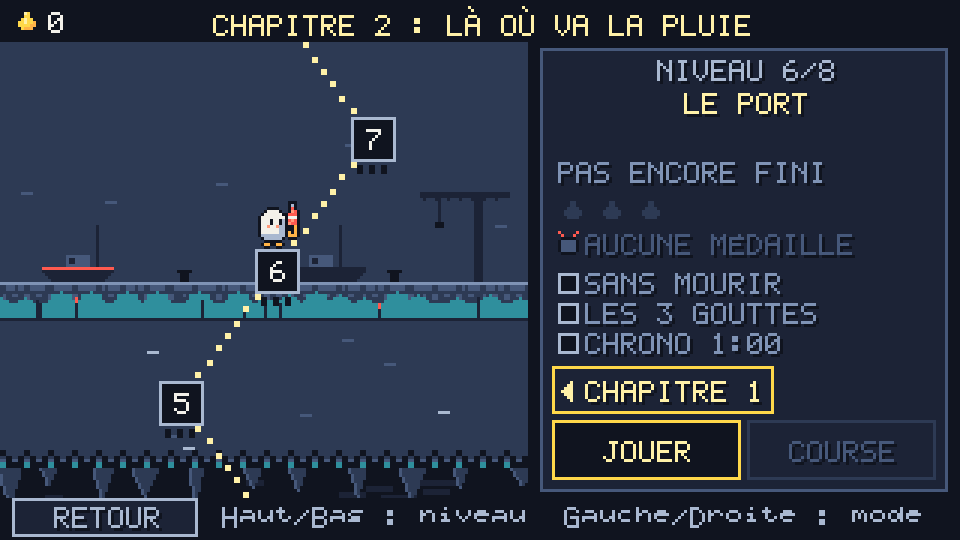 0
CHAPITRE 2 : LÀ OÙ VA LA PLUIE
7
6
5
NIVEAU 6/8
LE PORT
PAS ENCORE FINI
AUCUNE MéDAILLE
SANS MOURIR
LES 3 GOUTTES
CHRONO 1:00
CHAPITRE 1
JOUER
COURSE
RETOUR
Haut/Bas : niveau
Gauche/Droite : mode